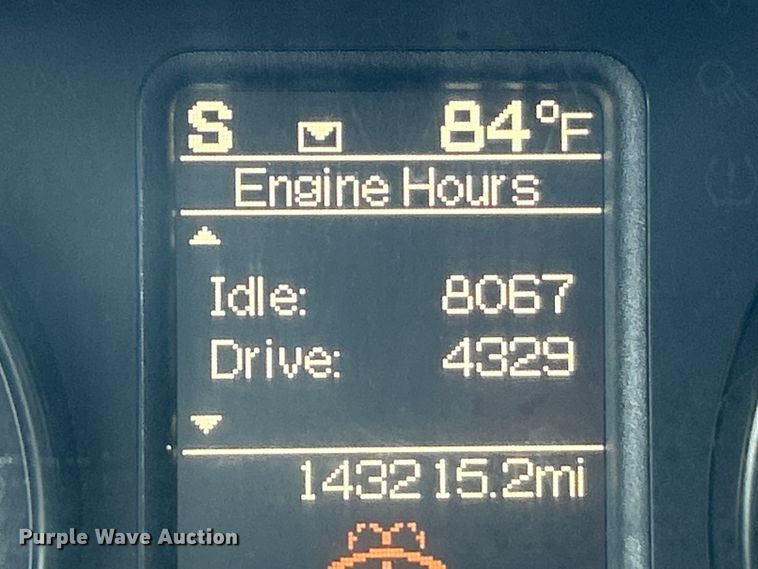 S 84°F
Engine Hours
Idle: 8067
Drive: 4329
143215.2mi
Purple Wave Auction